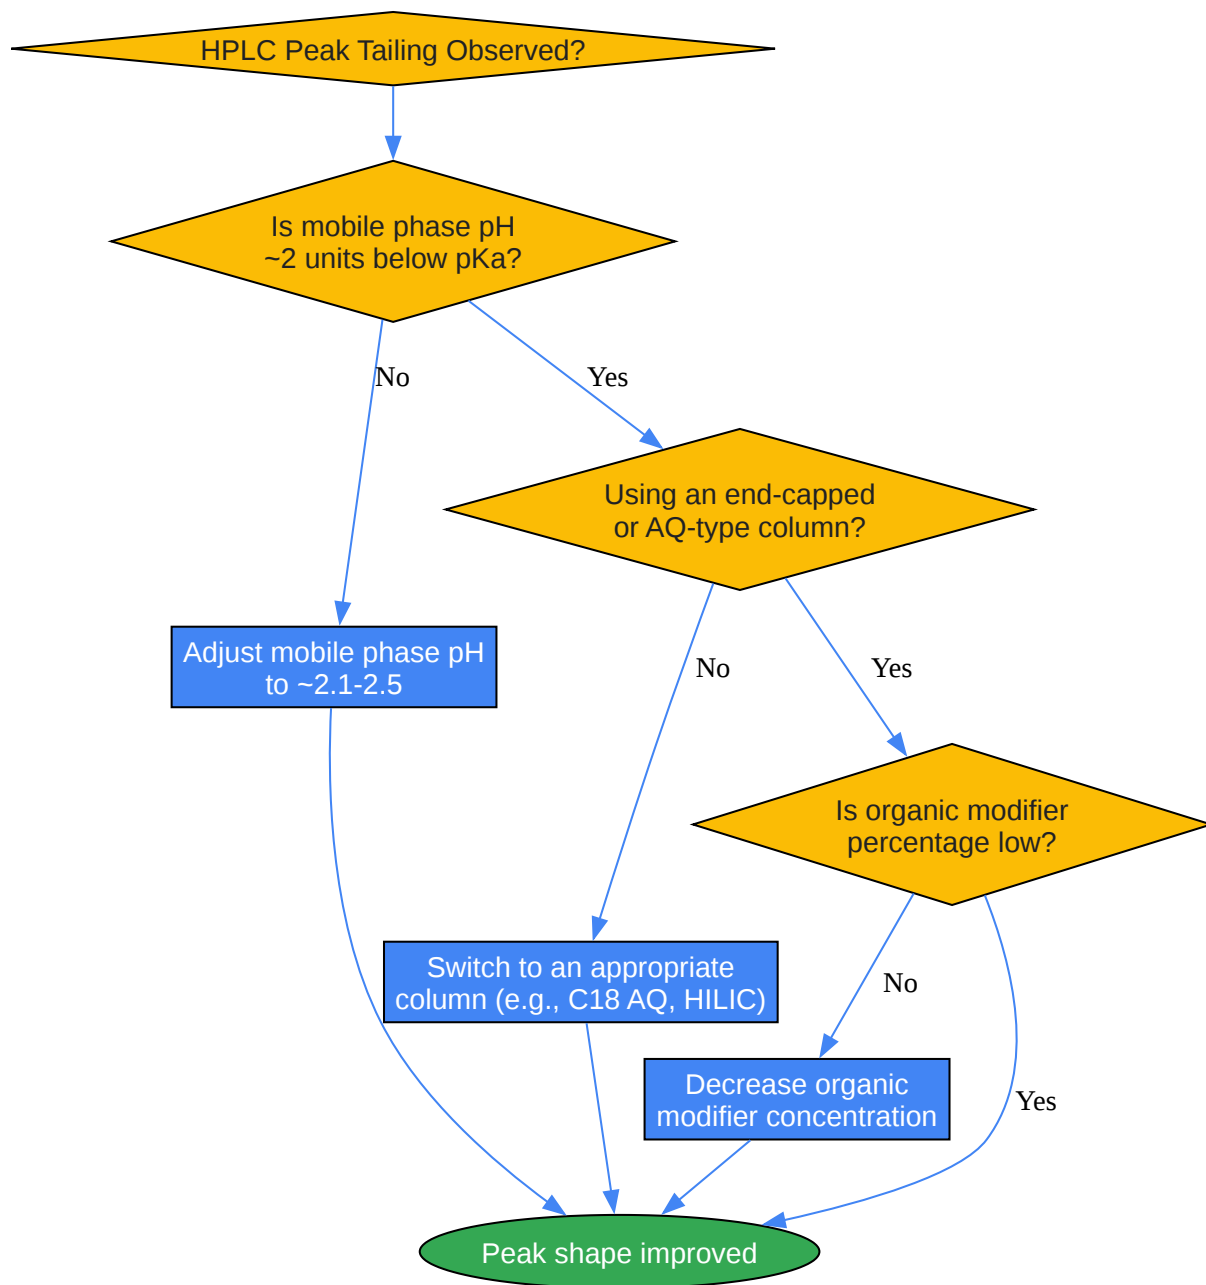 HPLC Peak Tailing Observed?
Is mobile phase pH
~2 units below pKa?
No
Yes
Using an end-capped
or AQ-type column?
Adjust mobile phase pH
to ~2.1-2.5
No
Yes
Is organic modifier
percentage low?
Switch to an appropriate
column (e.g., C18 AQ, HILIC)
No
Decrease organic
modifier concentration
Yes
Peak shape improved